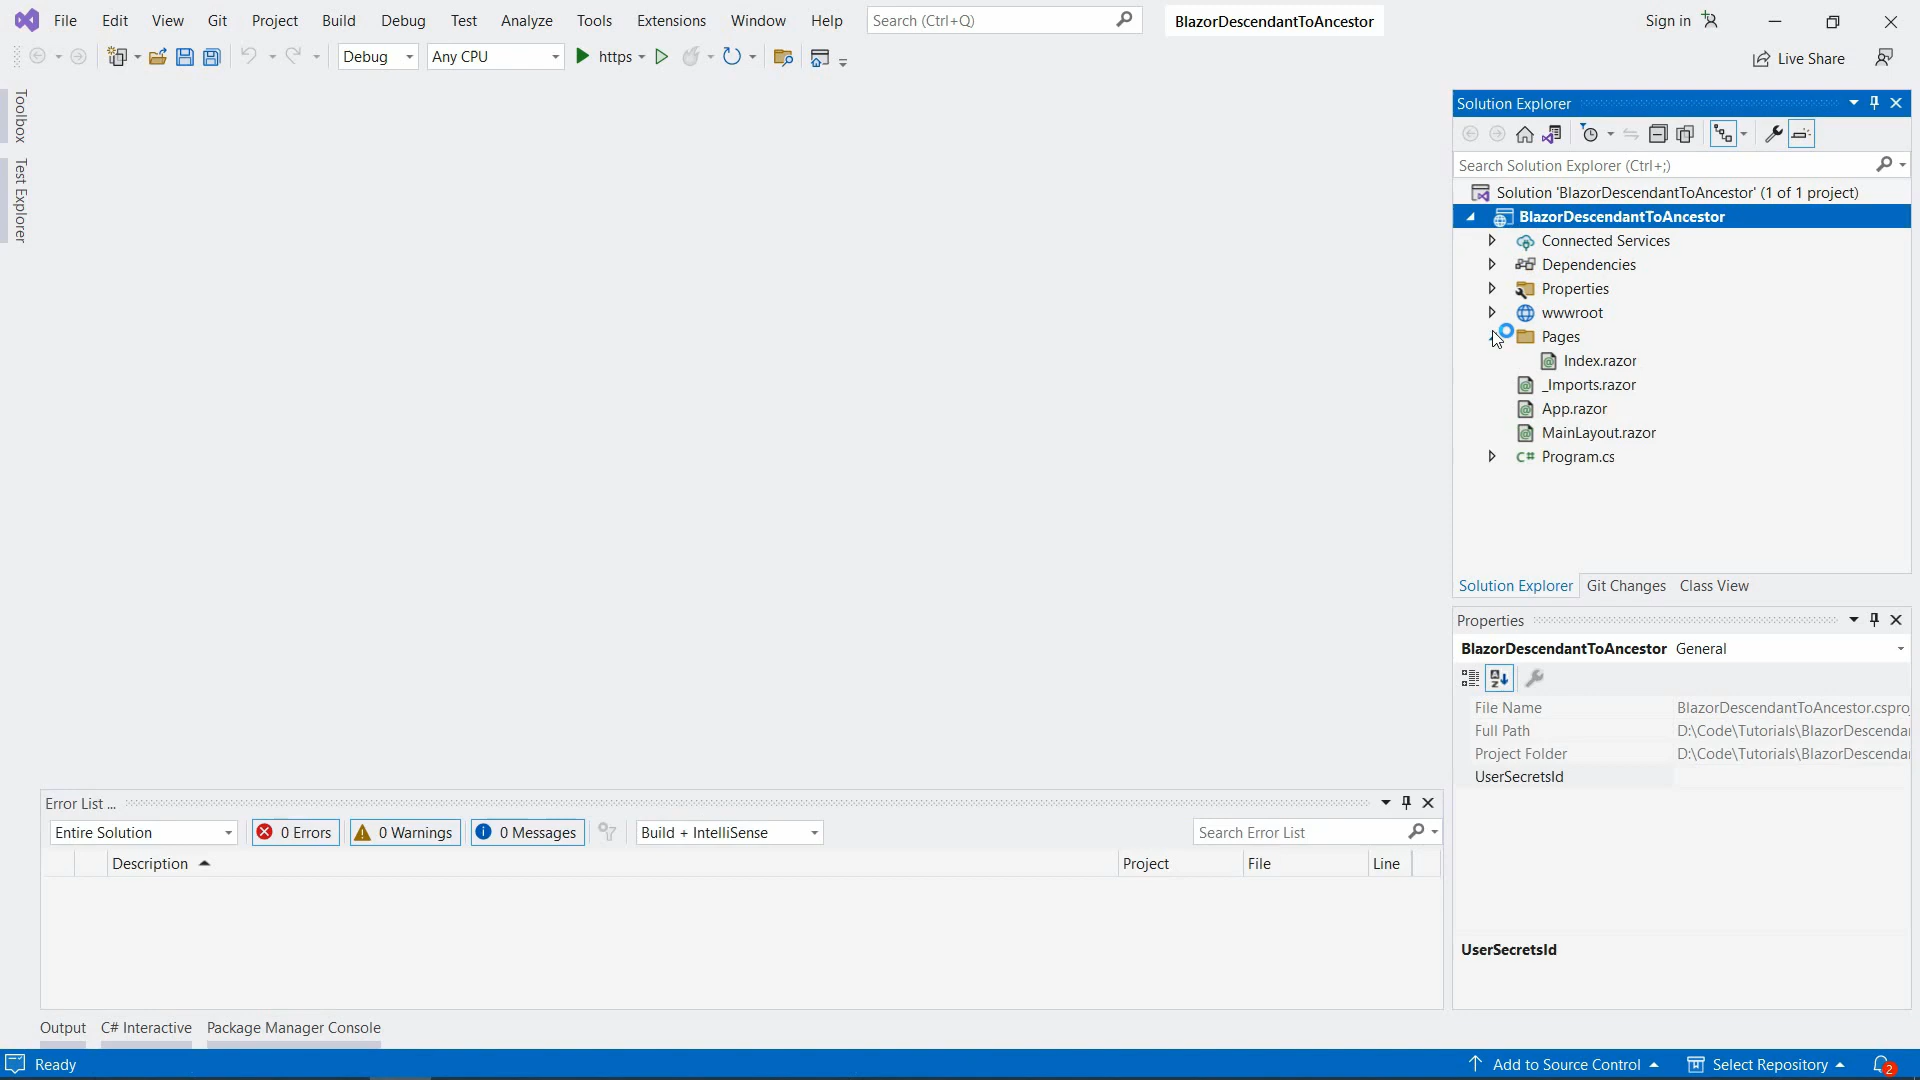 File Edit View Git Project Build Debug Test Analyze Tools Extensions Window Help Search (Ctrl+Q) BlazorDescendantToAncestor Sign in
Debug Any CPU https Live Share
Toolbox
Test Explorer
Solution Explorer
Search Solution Explorer (Ctrl+;)
Solution 'BlazorDescendantToAncestor' (1 of 1 project)
BlazorDescendantToAncestor
Connected Services
Dependencies
Properties
wwwroot
Pages
Index.razor
_Imports.razor
App.razor
MainLayout.razor
C# Program.cs
Solution Explorer Git Changes Class View
Properties
BlazorDescendantToAncestor General
File Name BlazorDescendantToAncestor.cspro
Full Path D:\Code\Tutorials\BlazorDescenda
Project Folder D:\Code\Tutorials\BlazorDescenda
UserSecretsId
UserSecretsId
Error List ...
Entire Solution 0 Errors 0 Warnings 0 Messages Build + IntelliSense Search Error List
Description Project File Line
Output C# Interactive Package Manager Console
Ready Add to Source Control Select Repository 2